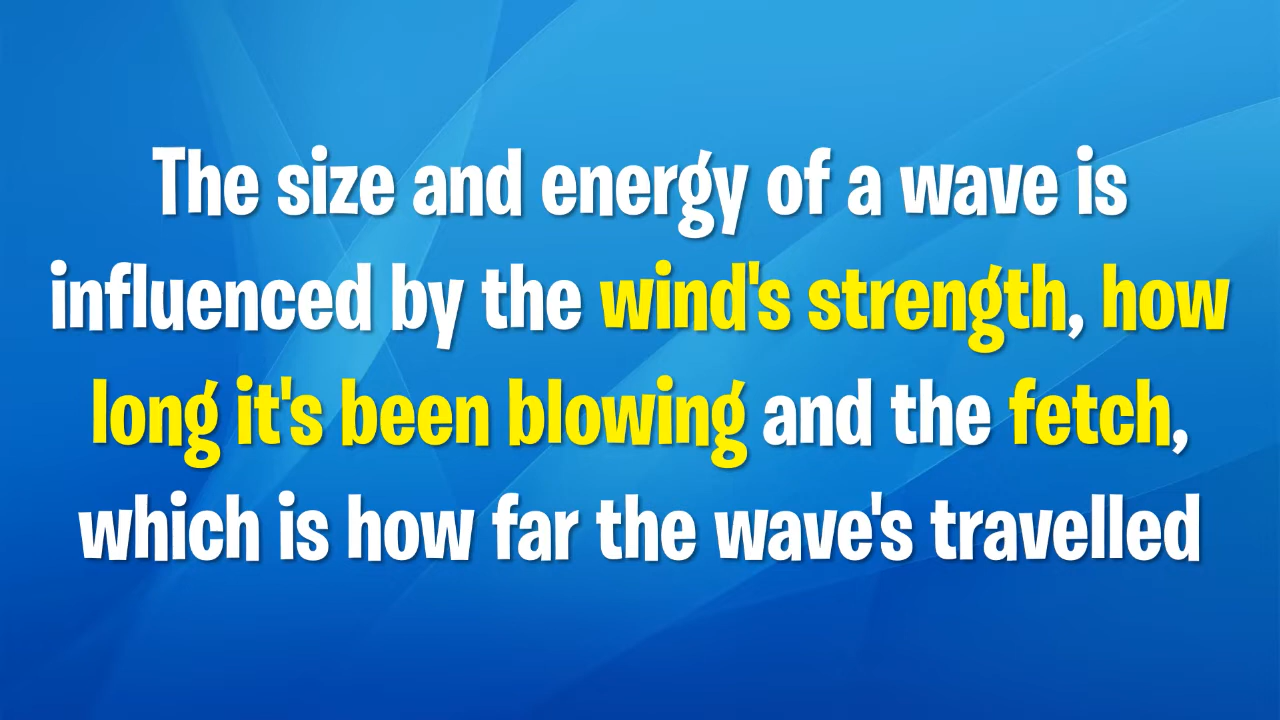 The size and energy of a wave is
influenced by the wind's strength, how
long it's been blowing and the fetch,
which is how far the wave's travelled